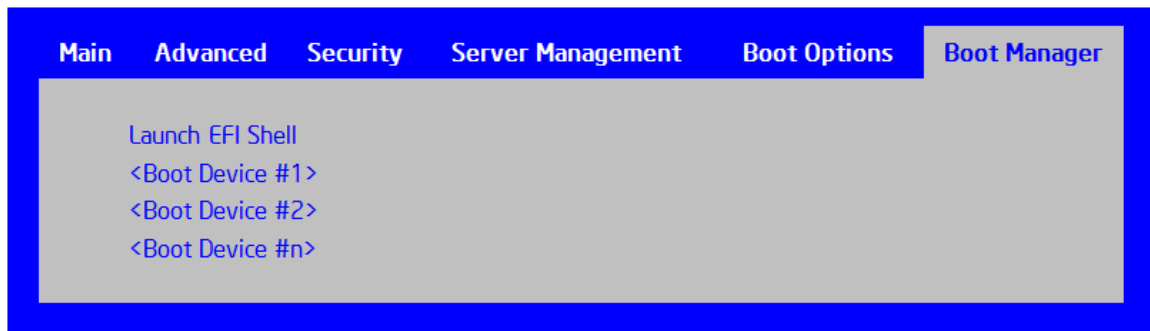 Main Advanced Security Server Management Boot Options Boot Manager
Launch EFI Shell
<Boot Device #1>
<Boot Device #2>
<Boot Device #n>